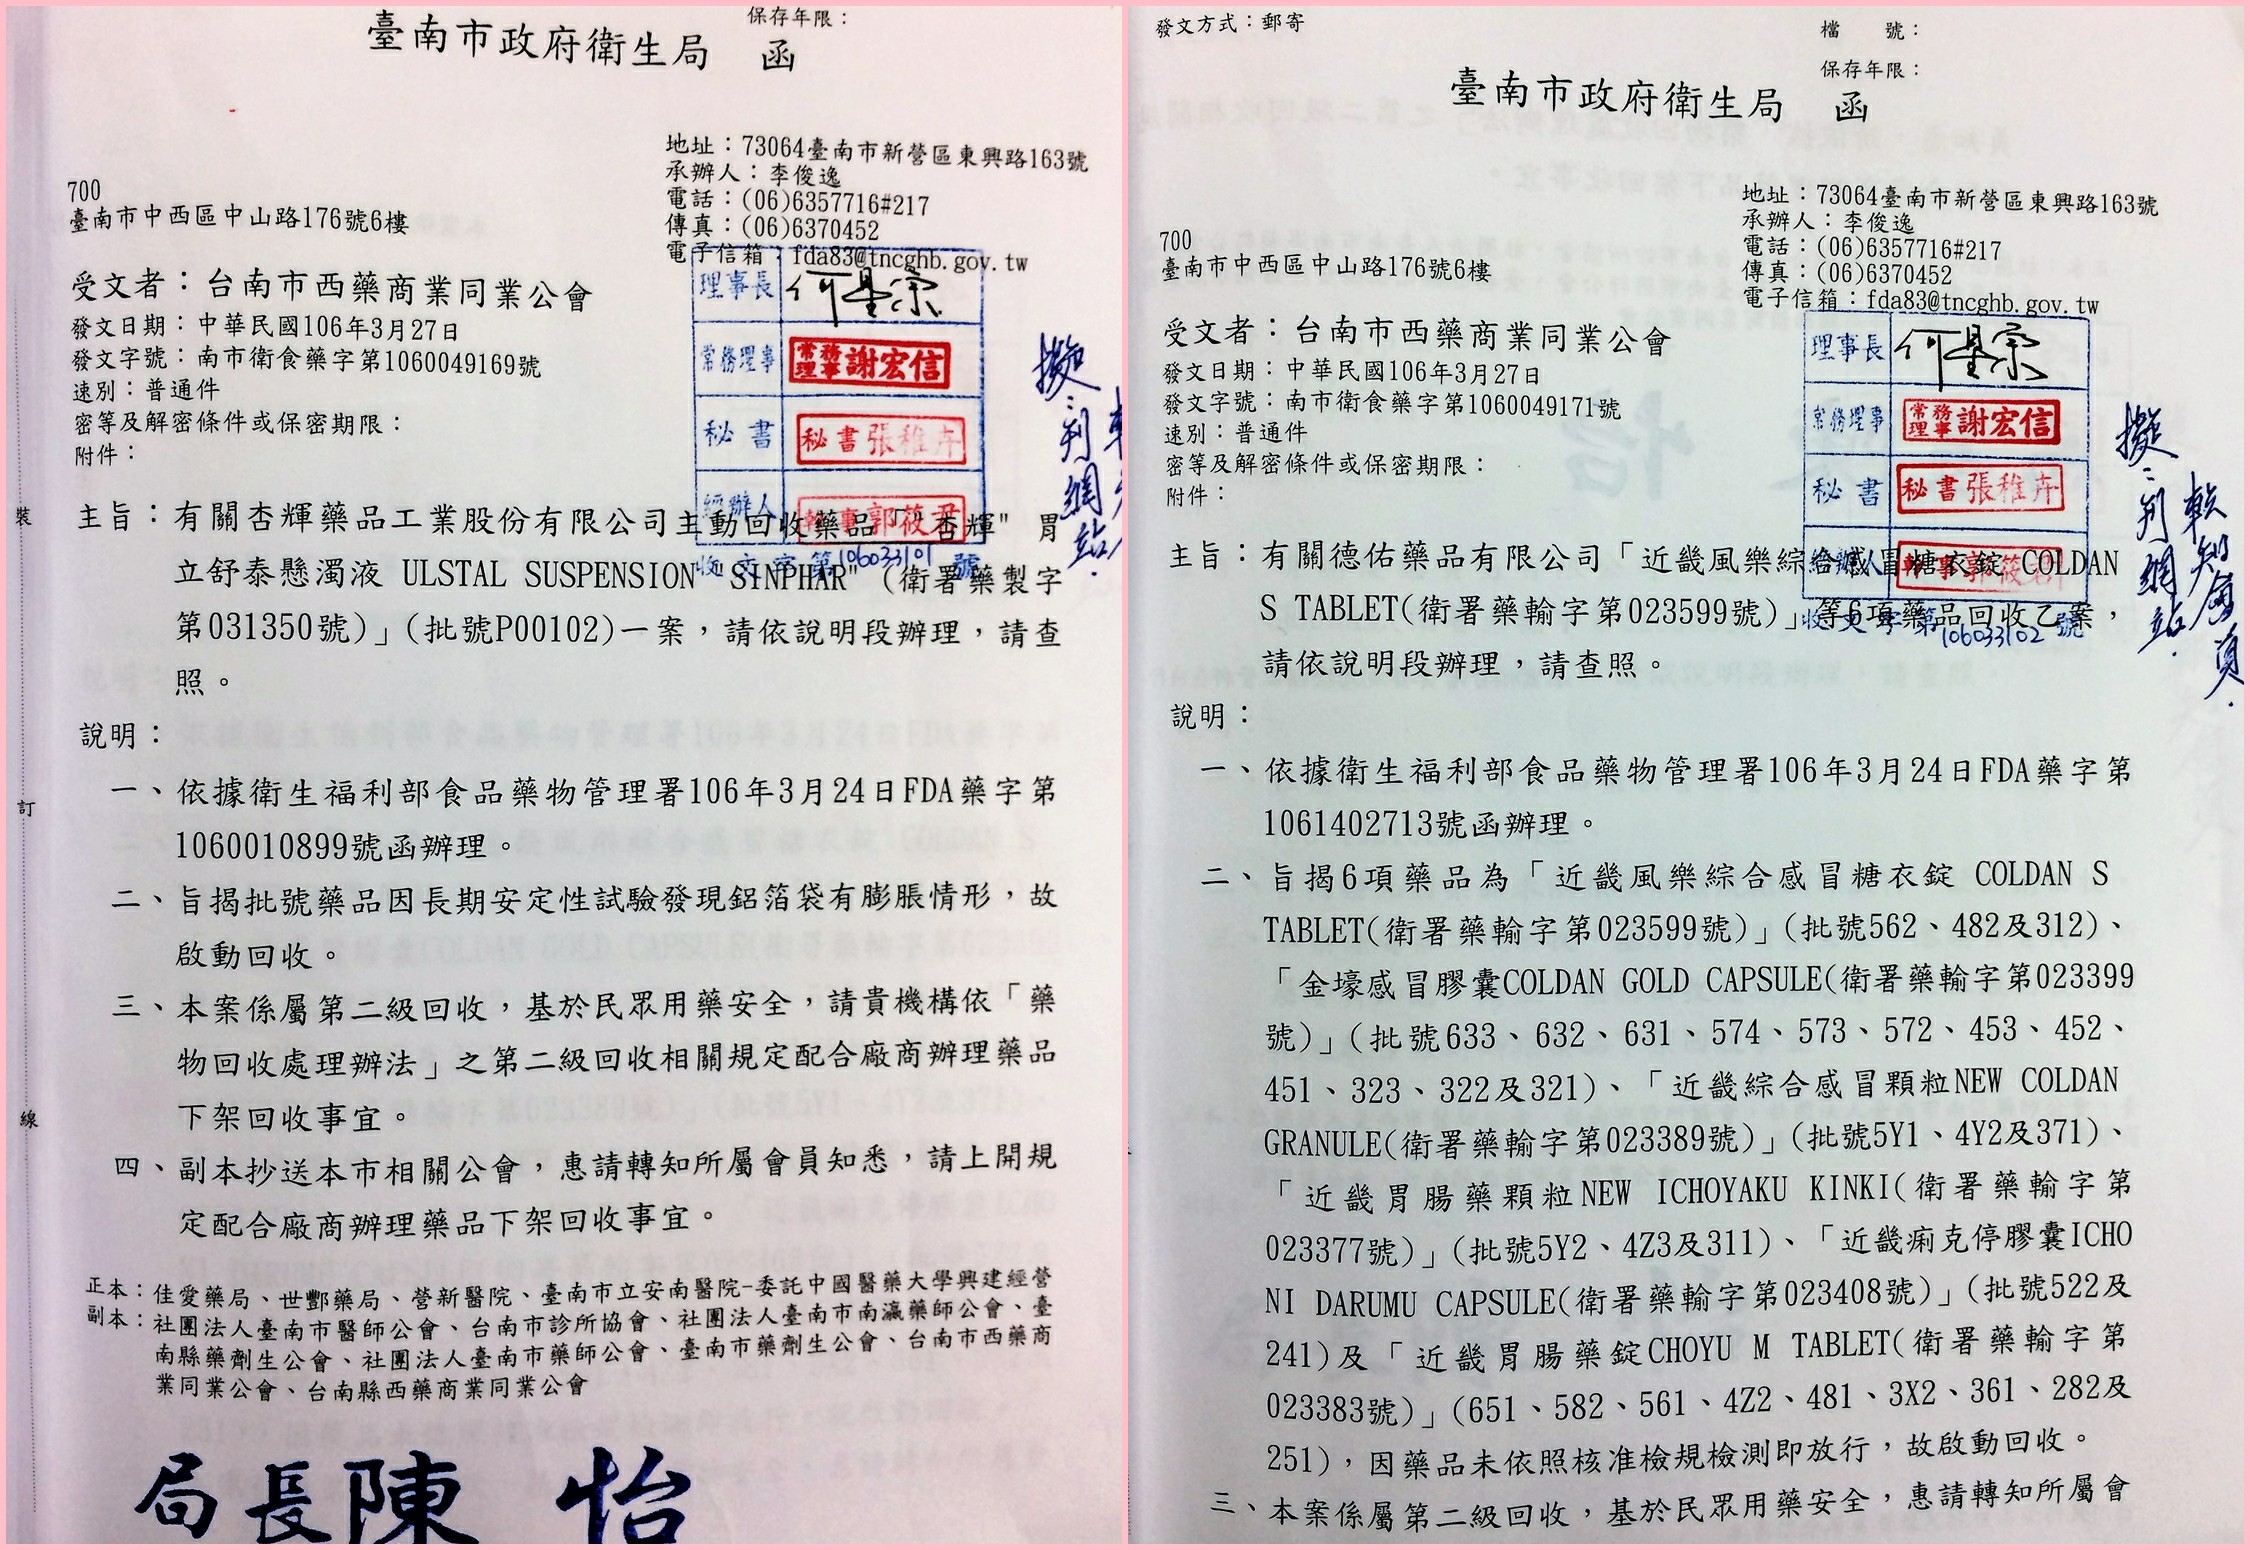 保存年限：
臺南市政府衛生局 函
地址：73064臺南市新營區東興路163號
承辦人：李俊逸
電話：(06)6357716#217
傳真：(06)6370452
電子信箱：fda83@tncghb.gov.tw
700
臺南市中西區中山路176號6樓
受文者：台南市西藥商業同業公會
發文日期：中華民國106年3月27日
發文字號：南市衛食藥字第1060049169號
速別：普通件
密等及解密條件或保密期限：
附件：
理事長
常務理事 常務理事 謝宏信
秘書 秘書張稚卉
經辦人 幹事郭筱君
收文字第106033101號
擬：刊網站.
裝
訂
線
主旨：有關杏輝藥品工業股份有限公司主動回收藥品「"杏輝" 胃
立舒泰懸濁液 ULSTAL SUSPENSION "SINPHAR" (衛署藥製字
第031350號)」(批號P00102)一案，請依說明段辦理，請查
照。
說明：
一、依據衛生福利部食品藥物管理署106年3月24日FDA藥字第
1060010899號函辦理。
二、旨揭批號藥品因長期安定性試驗發現鋁箔袋有膨脹情形，故
啟動回收。
三、本案係屬第二級回收，基於民眾用藥安全，請貴機構依「藥
物回收處理辦法」之第二級回收相關規定配合廠商辦理藥品
下架回收事宜。
四、副本抄送本市相關公會，惠請轉知所屬會員知悉，請上開規
定配合廠商辦理藥品下架回收事宜。
正本：佳愛藥局、世酆藥局、營新醫院、臺南市立安南醫院-委託中國醫藥大學興建經營
副本：社團法人臺南市醫師公會、台南市診所協會、社團法人臺南市南瀛藥師公會、臺
南縣藥劑生公會、社團法人臺南市藥師公會、臺南市藥劑生公會、台南市西藥商
業同業公會、台南縣西藥商業同業公會
局長陳 怡
發文方式：郵寄
檔 號：
保存年限：
臺南市政府衛生局 函
地址：73064臺南市新營區東興路163號
承辦人：李俊逸
電話：(06)6357716#217
傳真：(06)6370452
電子信箱：fda83@tncghb.gov.tw
700
臺南市中西區中山路176號6樓
受文者：台南市西藥商業同業公會
發文日期：中華民國106年3月27日
發文字號：南市衛食藥字第1060049171號
速別：普通件
密等及解密條件或保密期限：
附件：
理事長
常務理事 常務理事 謝宏信
秘書 秘書張稚卉
經辦人 幹事郭筱君
收文字第106033102號
擬：刊網站.
轉知會員.
主旨：有關德佑藥品有限公司「近畿風樂綜合感冒糖衣錠 COLDAN
S TABLET(衛署藥輸字第023599號)」等6項藥品回收乙案，
請依說明段辦理，請查照。
說明：
一、依據衛生福利部食品藥物管理署106年3月24日FDA藥字第
1061402713號函辦理。
二、旨揭6項藥品為「近畿風樂綜合感冒糖衣錠 COLDAN S
TABLET(衛署藥輸字第023599號)」(批號562、482及312)、
「金壕感冒膠囊COLDAN GOLD CAPSULE(衛署藥輸字第023399
號)」(批號633、632、631、574、573、572、453、452、
451、323、322及321)、「近畿綜合感冒顆粒NEW COLDAN
GRANULE(衛署藥輸字第023389號)」(批號5Y1、4Y2及371)、
「近畿胃腸藥顆粒NEW ICHOYAKU KINKI(衛署藥輸字第
023377號)」(批號5Y2、4Z3及311)、「近畿痢克停膠囊ICHO
NI DARUMU CAPSULE(衛署藥輸字第023408號)」(批號522及
241)及「近畿胃腸藥錠CHOYU M TABLET(衛署藥輸字第
023383號)」(651、582、561、4Z2、481、3X2、361、282及
251)，因藥品未依照核准檢規檢測即放行，故啟動回收。
三、本案係屬第二級回收，基於民眾用藥安全，惠請轉知所屬會